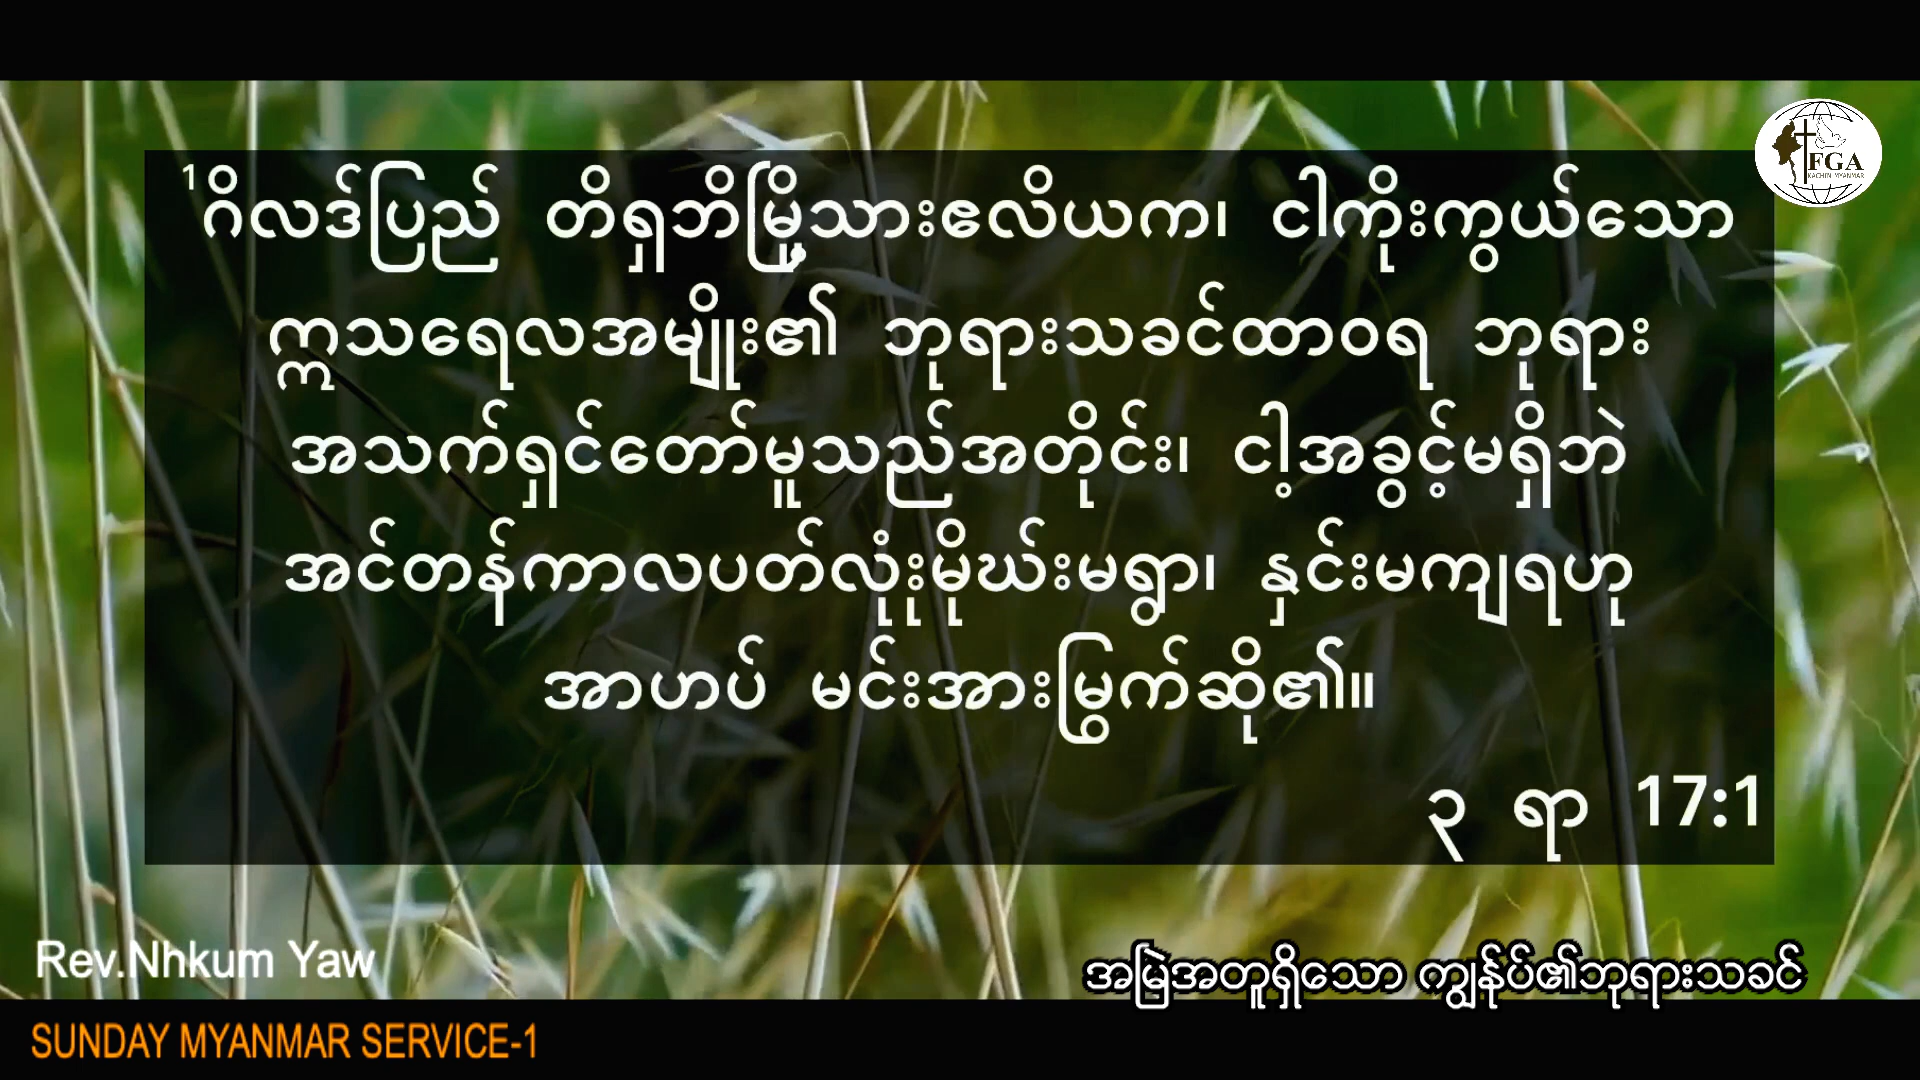 FGA
KACHIN MYANMAR
¹ဂိလဒ်ပြည် တိရှဘိမြို့သားဧလိယက၊ ငါကိုးကွယ်သော
ဣသရေလအမျိုး၏ ဘုရားသခင်ထာဝရ ဘုရား
အသက်ရှင်တော်မူသည်အတိုင်း၊ ငါ့အခွင့်မရှိဘဲ
အင်တန်ကာလပတ်လုံးမိုဃ်းမရွာ၊ နှင်းမကျရဟု
အာဟပ် မင်းအားမြွက်ဆို၏။
၃ ရာ 17:1
Rev.Nhkum Yaw
အမြဲအတူရှိသော ကျွန်ုပ်၏ဘုရားသခင်
SUNDAY MYANMAR SERVICE-1